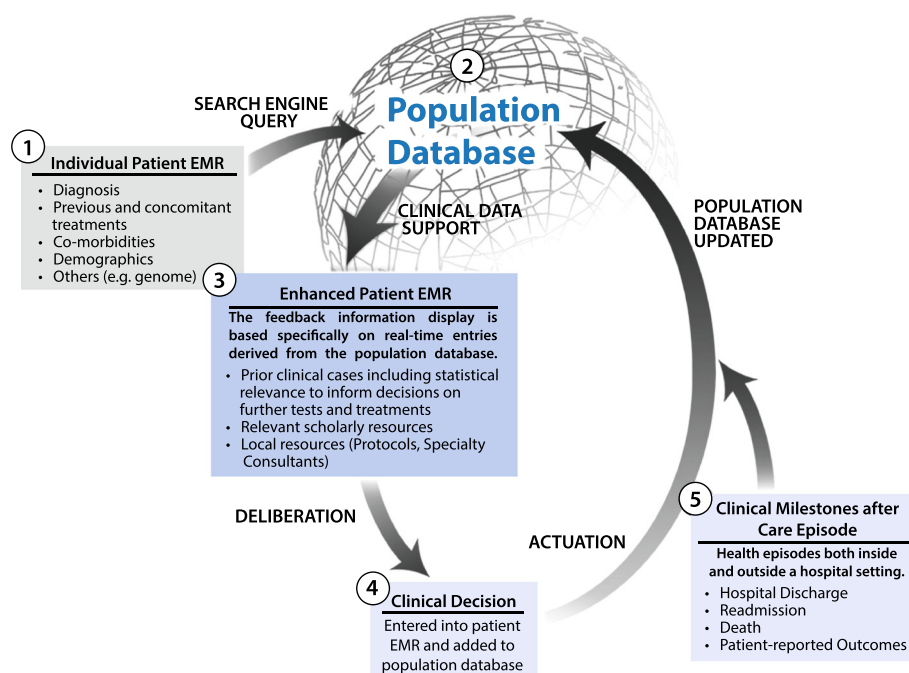 2
Population
Database
SEARCH ENGINE
QUERY
1
Individual Patient EMR
• Diagnosis
• Previous and concomitant
treatments
• Co-morbidities
• Demographics
• Others (e.g. genome)
CLINICAL DATA
SUPPORT
POPULATION
DATABASE
UPDATED
3
Enhanced Patient EMR
The feedback information display is
based specifically on real-time entries
derived from the population database.
• Prior clinical cases including statistical
relevance to inform decisions on
further tests and treatments
• Relevant scholarly resources
• Local resources (Protocols, Specialty
Consultants)
DELIBERATION
4
Clinical Decision
Entered into patient
EMR and added to
population database
ACTUATION
5
Clinical Milestones after
Care Episode
Health episodes both inside
and outside a hospital setting.
• Hospital Discharge
• Readmission
• Death
• Patient-reported Outcomes